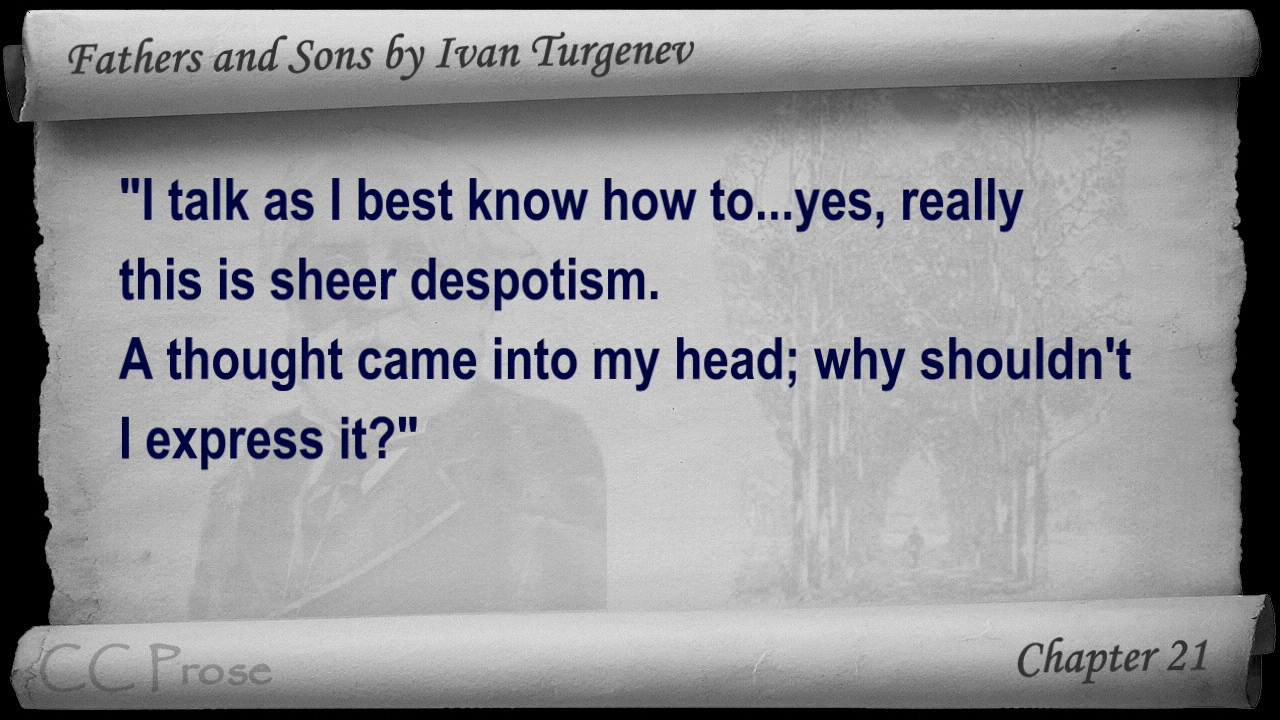 Fathers and Sons by Ivan Turgenev
"I talk as I best know how to...yes, really
this is sheer despotism.
A thought came into my head; why shouldn't
I express it?"
CC Prose
Chapter 21